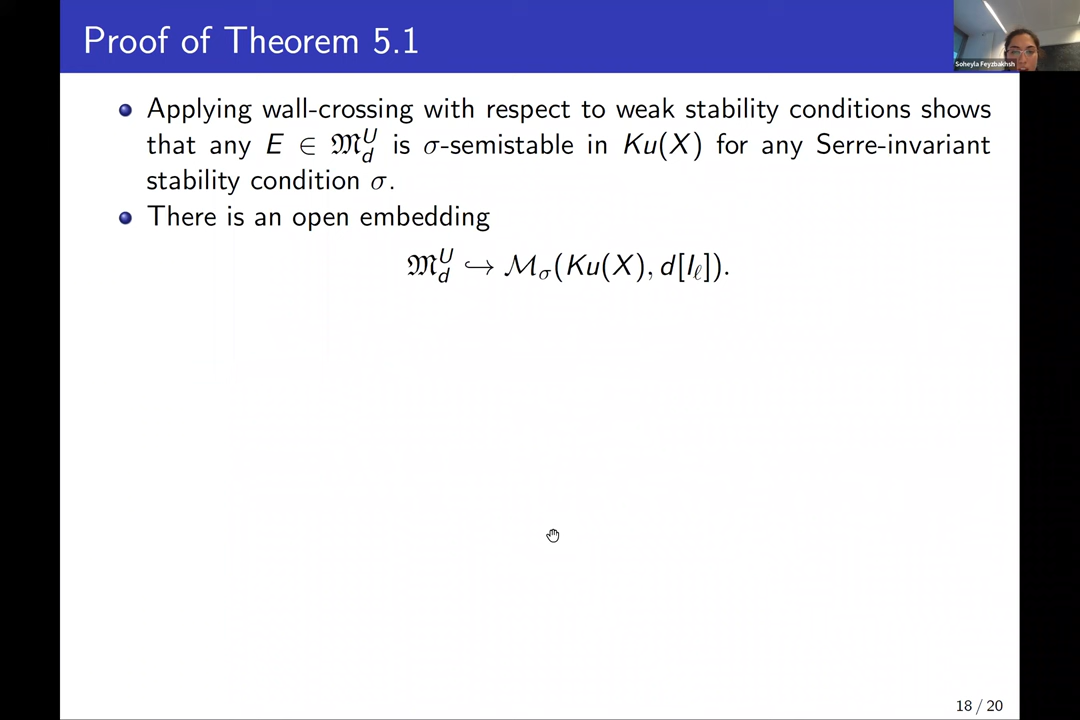 Proof of Theorem 5.1
Soheyla Feyzbakhsh
• Applying wall-crossing with respect to weak stability conditions shows
that any E ∈ 𝔐_d^U is σ-semistable in Ku(X) for any Serre-invariant
stability condition σ.
• There is an open embedding
𝔐_d^U ↪ ℳ_σ(Ku(X), d[I_ℓ]).
18 / 20